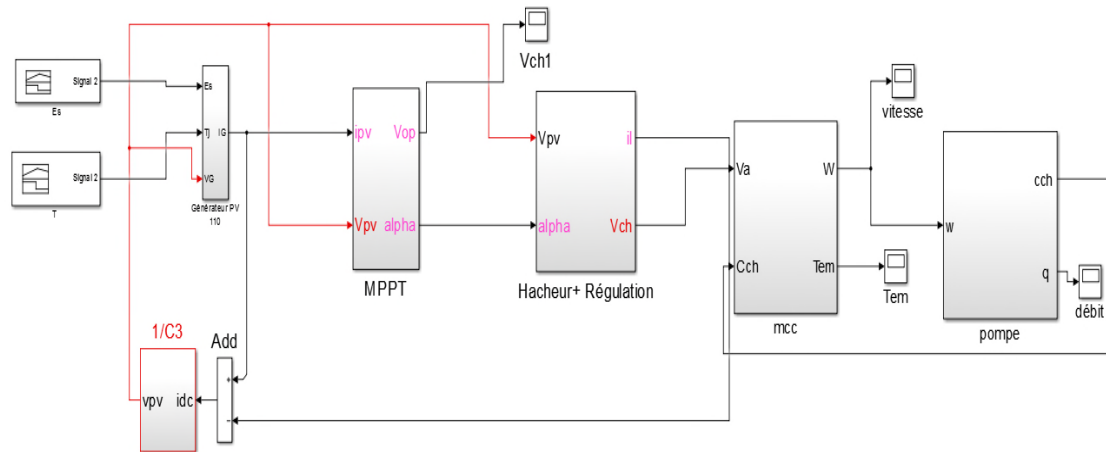 Signal 2
Es
Signal 2
T
Es
Tj
IG
VG
Générateur PV
110
ipv
Vop
Vpv
alpha
MPPT
Vch1
Vpv
il
alpha
Vch
Hacheur+ Régulation
Va
W
Cch
Tem
mcc
vitesse
Tem
w
cch
q
pompe
débit
1/C3
vpv
idc
Add
+
−